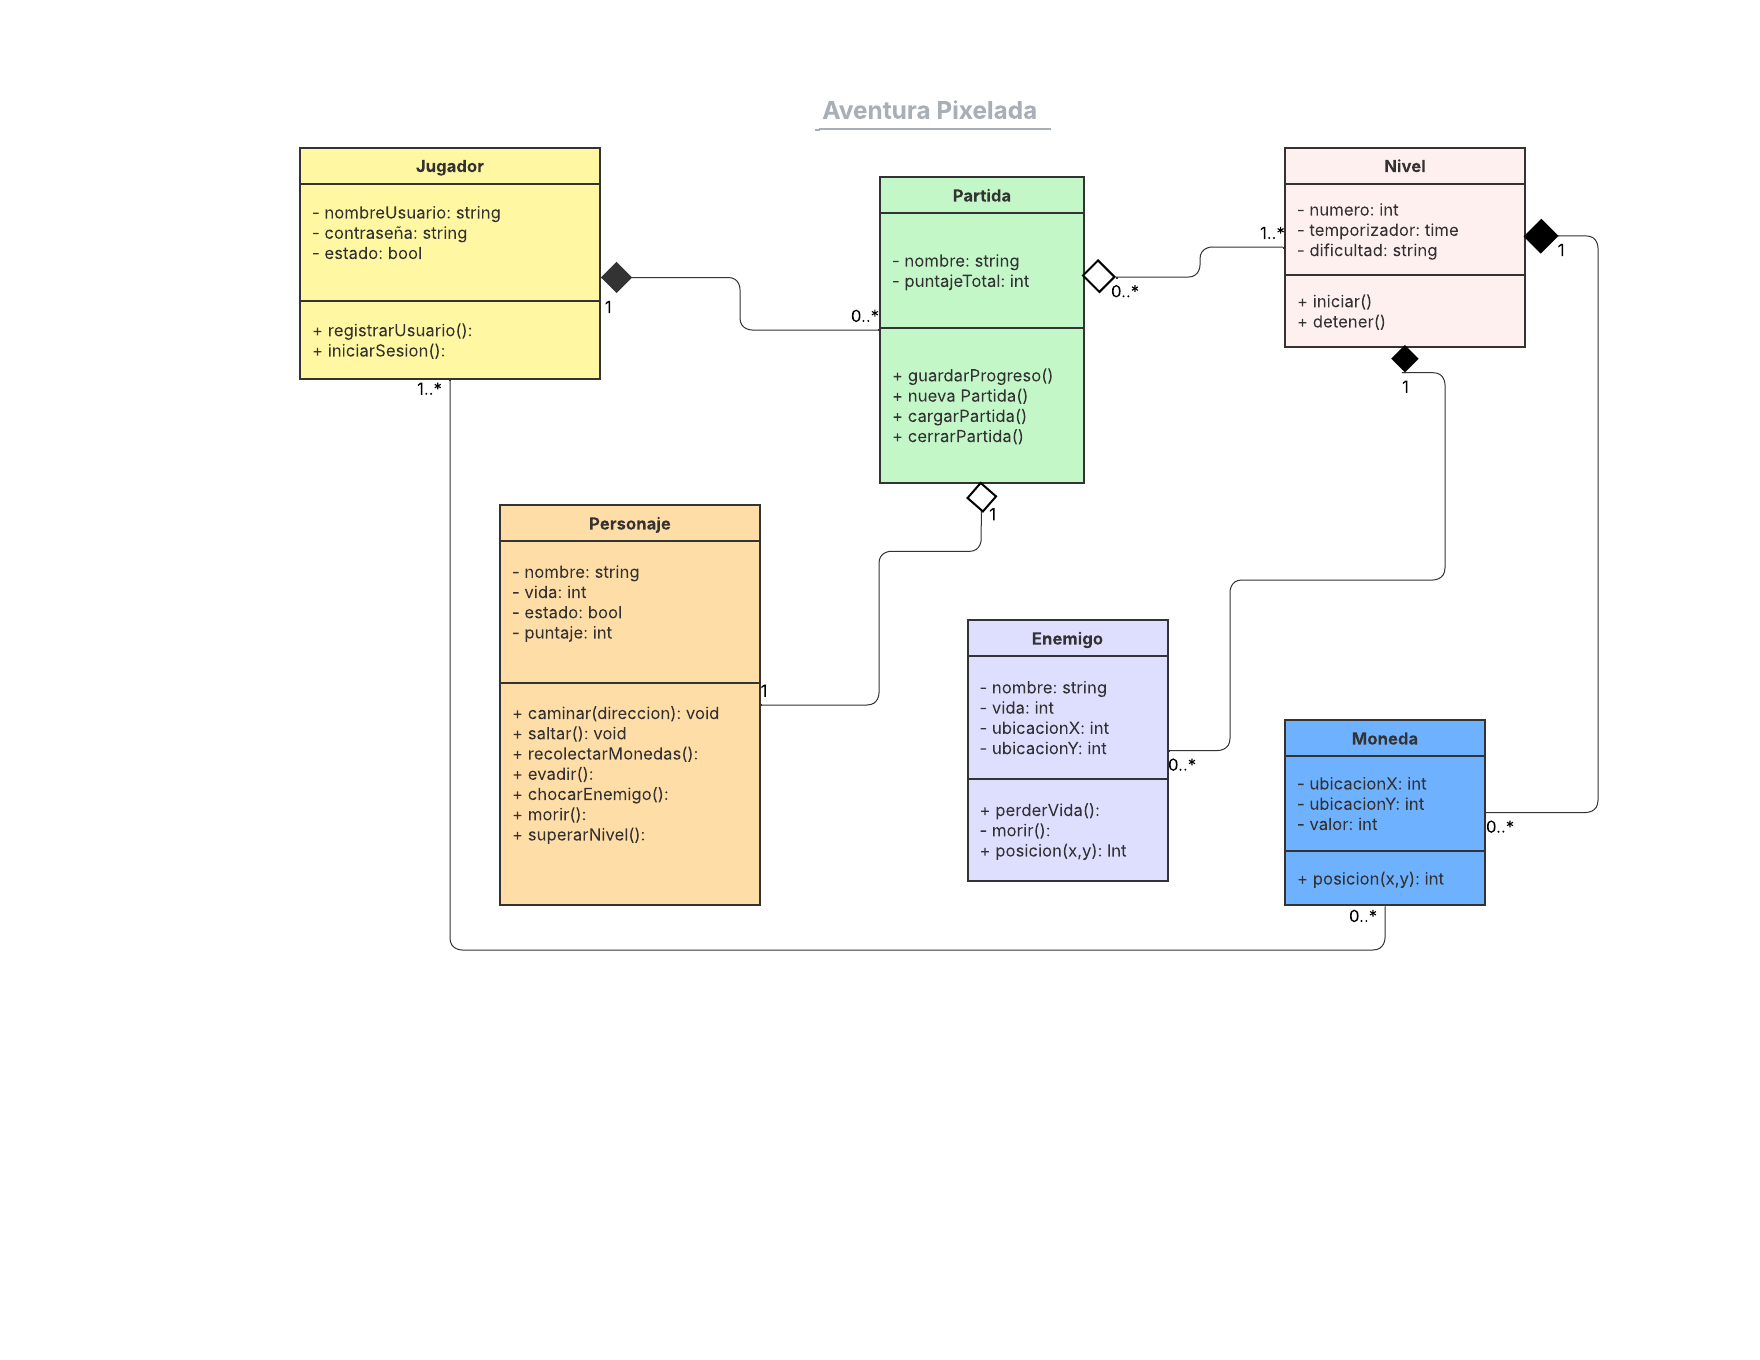 Aventura Pixelada
Jugador
- nombreUsuario: string
- contraseña: string
- estado: bool
+ registrarUsuario():
+ iniciarSesion():
1
0..*
1..*
Partida
- nombre: string
- puntajeTotal: int
+ guardarProgreso()
+ nueva Partida()
+ cargarPartida()
+ cerrarPartida()
0..*
1..*
1
Nivel
- numero: int
- temporizador: time
- dificultad: string
+ iniciar()
+ detener()
1
1
Personaje
- nombre: string
- vida: int
- estado: bool
- puntaje: int
+ caminar(direccion): void
+ saltar(): void
+ recolectarMonedas():
+ evadir():
+ chocarEnemigo():
+ morir():
+ superarNivel():
1
Enemigo
- nombre: string
- vida: int
- ubicacionX: int
- ubicacionY: int
+ perderVida():
- morir():
+ posicion(x,y): Int
0..*
Moneda
- ubicacionX: int
- ubicacionY: int
- valor: int
+ posicion(x,y): int
0..*
0..*